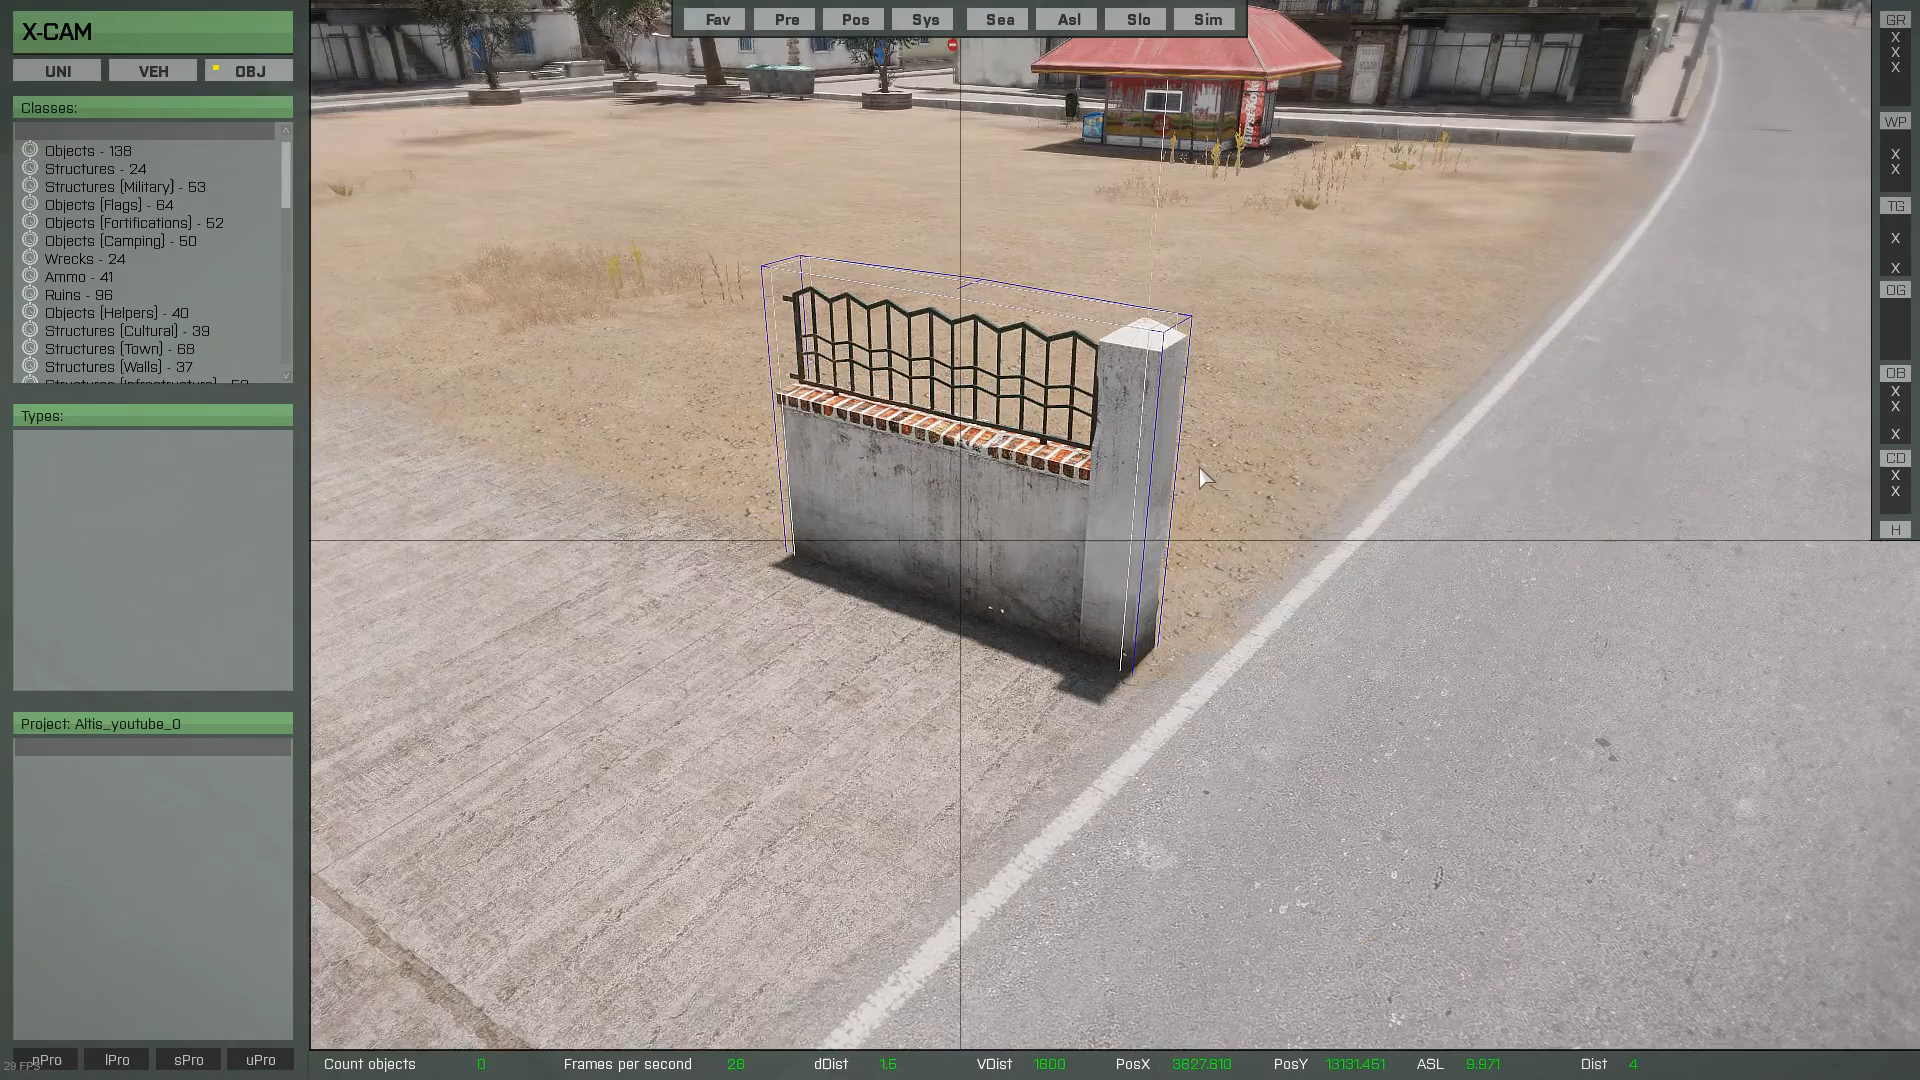 X-CAM
UNI VEH OBJ
Classes:
Objects - 138
Structures - 24
Structures (Military) - 53
Objects (Flags) - 64
Objects (Fortifications) - 52
Objects (Camping) - 50
Wrecks - 24
Ammo - 41
Ruins - 96
Objects (Helpers) - 40
Structures (Cultural) - 39
Structures (Town) - 68
Structures (Walls) - 37
Types:
Project: Altis_youtube_0
nPro lPro sPro uPro
29 FPS
Fav Pre Pos Sys Sea Asl Slo Sim
GR
X
X
X
WP
X
X
TG
X
X
OG
OB
X
X
X
CO
X
X
H
Count objects 0 Frames per second 28 dDist 1.5 VDist 1600 PosX 3627.810 PosY 13131.451 ASL 9.971 Dist 4